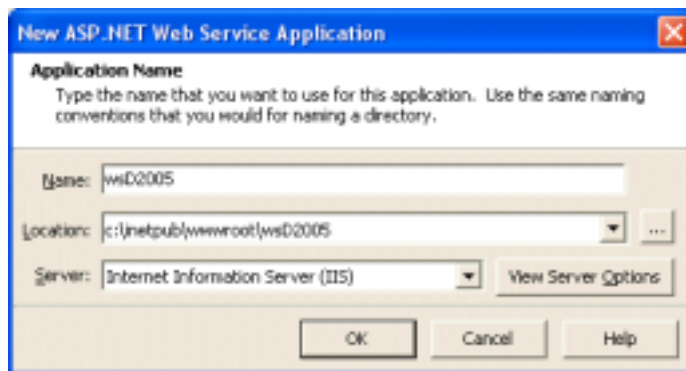 New ASP.NET Web Service Application
Application Name
Type the name that you want to use for this application. Use the same naming
conventions that you would for naming a directory.
Name: wsD2005
Location: c:\inetpub\wwwroot\wsD2005 ...
Server: Internet Information Server (IIS) View Server Options
OK Cancel Help